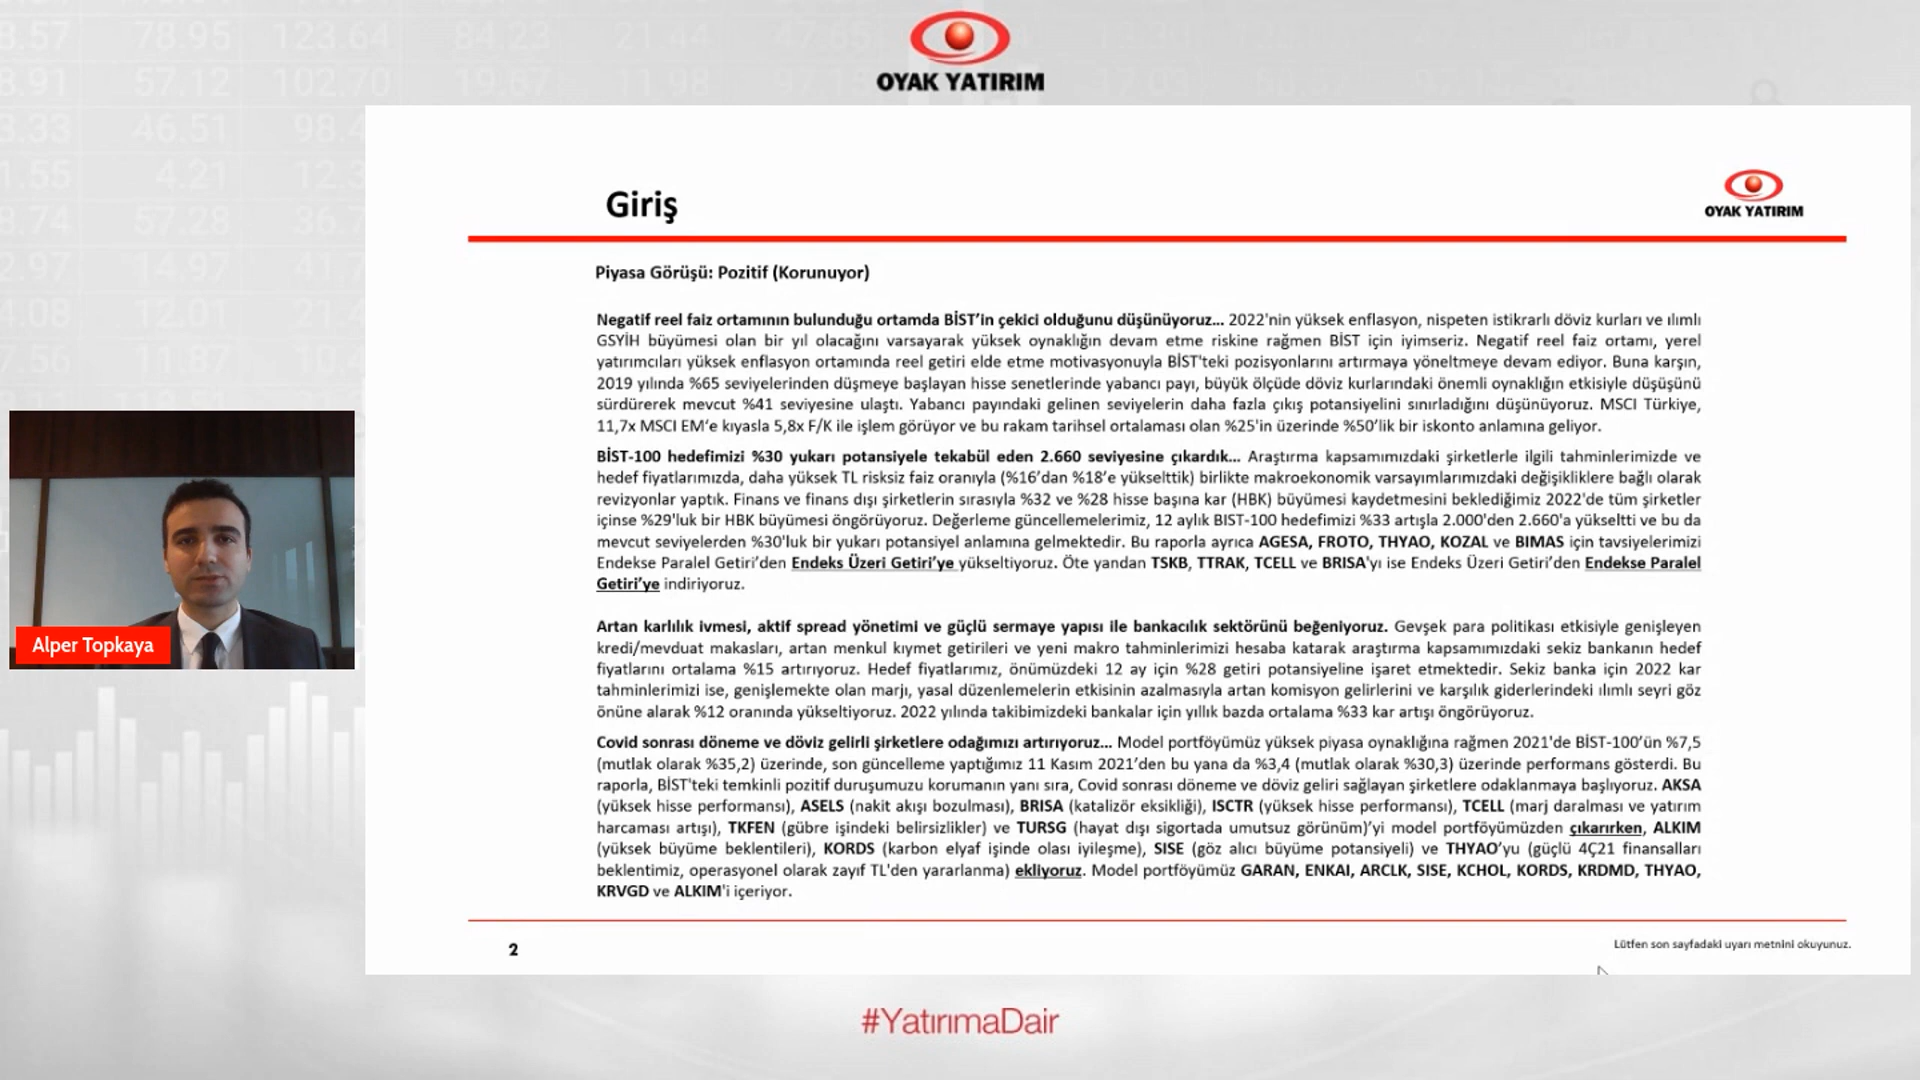 OYAK YATIRIM
Giriş
OYAK YATIRIM
Piyasa Görüşü: Pozitif (Korunuyor)
Negatif reel faiz ortamının bulunduğu ortamda BİST’in çekici olduğunu düşünüyoruz... 2022'nin yüksek enflasyon, nispeten istikrarlı döviz kurları ve ılımlı
GSYİH büyümesi olan bir yıl olacağını varsayarak yüksek oynaklığın devam etme riskine rağmen BİST için iyimseriz. Negatif reel faiz ortamı, yerel
yatırımcıları yüksek enflasyon ortamında reel getiri elde etme motivasyonuyla BİST'teki pozisyonlarını artırmaya yöneltmeye devam ediyor. Buna karşın,
2019 yılında %65 seviyelerinden düşmeye başlayan hisse senetlerinde yabancı payı, büyük ölçüde döviz kurlarındaki önemli oynaklığın etkisiyle düşüşünü
sürdürerek mevcut %41 seviyesine ulaştı. Yabancı payındaki gelinen seviyelerin daha fazla çıkış potansiyelini sınırladığını düşünüyoruz. MSCI Türkiye,
11,7x MSCI EM‘e kıyasla 5,8x F/K ile işlem görüyor ve bu rakam tarihsel ortalaması olan %25'in üzerinde %50’lik bir iskonto anlamına geliyor.
BİST-100 hedefimizi %30 yukarı potansiyele tekabül eden 2.660 seviyesine çıkardık... Araştırma kapsamımızdaki şirketlerle ilgili tahminlerimizde ve
hedef fiyatlarımızda, daha yüksek TL risksiz faiz oranıyla (%16’dan %18’e yükselttik) birlikte makroekonomik varsayımlarımızdaki değişikliklere bağlı olarak
revizyonlar yaptık. Finans ve finans dışı şirketlerin sırasıyla %32 ve %28 hisse başına kar (HBK) büyümesi kaydetmesini beklediğimiz 2022'de tüm şirketler
içinse %29'luk bir HBK büyümesi öngörüyoruz. Değerleme güncellemelerimiz, 12 aylık BIST-100 hedefimizi %33 artışla 2.000'den 2.660'a yükseltti ve bu da
mevcut seviyelerden %30'luk bir yukarı potansiyel anlamına gelmektedir. Bu raporla ayrıca AGESA, FROTO, THYAO, KOZAL ve BIMAS için tavsiyelerimizi
Endekse Paralel Getiri’den Endeks Üzeri Getiri’ye yükseltiyoruz. Öte yandan TSKB, TTRAK, TCELL ve BRISA'yı ise Endeks Üzeri Getiri’den Endekse Paralel
Getiri’ye indiriyoruz.
Artan karlılık ivmesi, aktif spread yönetimi ve güçlü sermaye yapısı ile bankacılık sektörünü beğeniyoruz. Gevşek para politikası etkisiyle genişleyen
kredi/mevduat makasları, artan menkul kıymet getirileri ve yeni makro tahminlerimizi hesaba katarak araştırma kapsamımızdaki sekiz bankanın hedef
fiyatlarını ortalama %15 artırıyoruz. Hedef fiyatlarımız, önümüzdeki 12 ay için %28 getiri potansiyeline işaret etmektedir. Sekiz banka için 2022 kar
tahminlerimizi ise, genişlemekte olan marjı, yasal düzenlemelerin etkisinin azalmasıyla artan komisyon gelirlerini ve karşılık giderlerindeki ılımlı seyri göz
önüne alarak %12 oranında yükseltiyoruz. 2022 yılında takibimizdeki bankalar için yıllık bazda ortalama %33 kar artışı öngörüyoruz.
Covid sonrası döneme ve döviz gelirli şirketlere odağımızı artırıyoruz... Model portföyümüz yüksek piyasa oynaklığına rağmen 2021'de BİST-100’ün %7,5
(mutlak olarak %35,2) üzerinde, son güncelleme yaptığımız 11 Kasım 2021’den bu yana da %3,4 (mutlak olarak %30,3) üzerinde performans gösterdi. Bu
raporla, BİST'teki temkinli pozitif duruşumuzu korumanın yanı sıra, Covid sonrası döneme ve döviz geliri sağlayan şirketlere odaklanmaya başlıyoruz. AKSA
(yüksek hisse performansı), ASELS (nakit akışı bozulması), BRISA (katalizör eksikliği), ISCTR (yüksek hisse performansı), TCELL (marj daralması ve yatırım
harcaması artışı), TKFEN (gübre işindeki belirsizlikler) ve TURSG (hayat dışı sigortada umutsuz görünüm)’yi model portföyümüzden çıkarırken, ALKIM
(yüksek büyüme beklentileri), KORDS (karbon elyaf işinde olası iyileşme), SISE (göz alıcı büyüme potansiyeli) ve THYAO’yu (güçlü 4Ç21 finansalları
beklentimiz, operasyonel olarak zayıf TL'den yararlanma) ekliyoruz. Model portföyümüz GARAN, ENKAI, ARCLK, SISE, KCHOL, KORDS, KRDMD, THYAO,
KRVGD ve ALKIM'i içeriyor.
2
Lütfen son sayfadaki uyarı metnini okuyunuz.
Alper Topkaya
#YatırımaDair